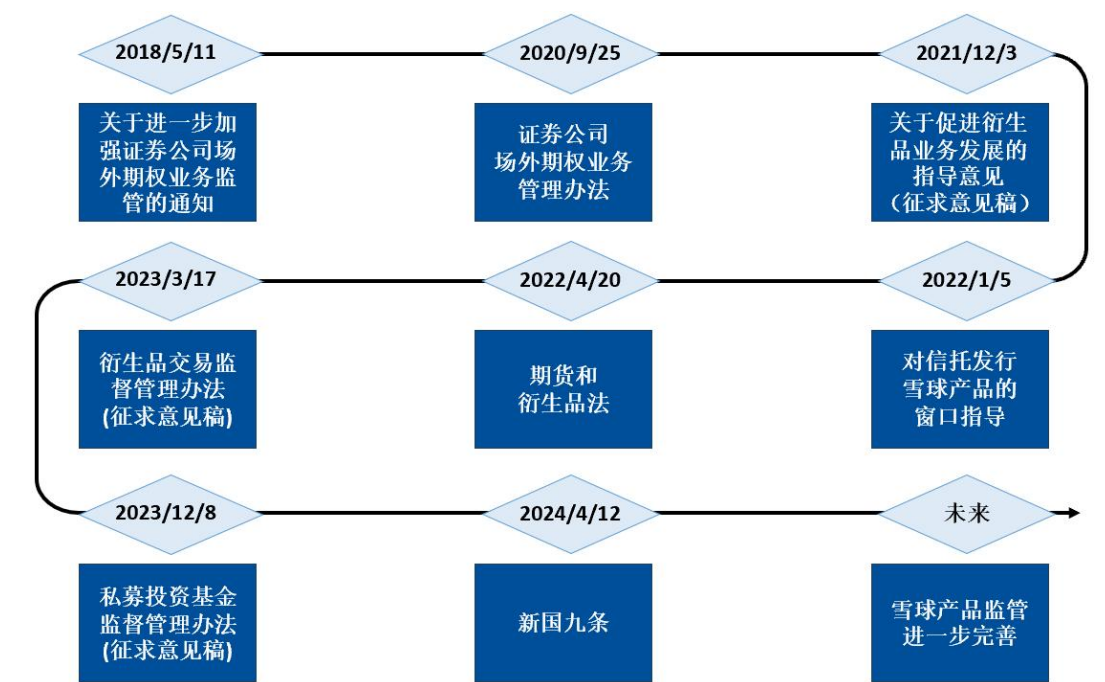 2018/5/11
关于进一步加
强证券公司场
外期权业务监
管的通知
2020/9/25
证券公司
场外期权业务
管理办法
2021/12/3
关于促进衍生
品业务发展的
指导意见
（征求意见稿）
2022/1/5
对信托发行
雪球产品的
窗口指导
2022/4/20
期货和
衍生品法
2023/3/17
衍生品交易监
督管理办法
(征求意见稿)
2023/12/8
私募投资基金
监督管理办法
(征求意见稿)
2024/4/12
新国九条
未来
雪球产品监管
进一步完善